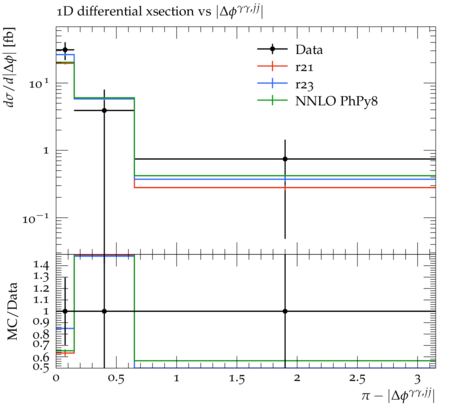 1D differential xsection vs |Δϕ^{γγ,jj}|
dσ/d|Δϕ| [fb]
Data
r21
r23
NNLO PhPy8
10^1
1
10^{−1}
MC/Data
1.4
1.3
1.2
1.1
1
0.9
0.8
0.7
0.6
0.5
0 0.5 1 1.5 2 2.5 3
π − |Δϕ^{γγ,jj}|